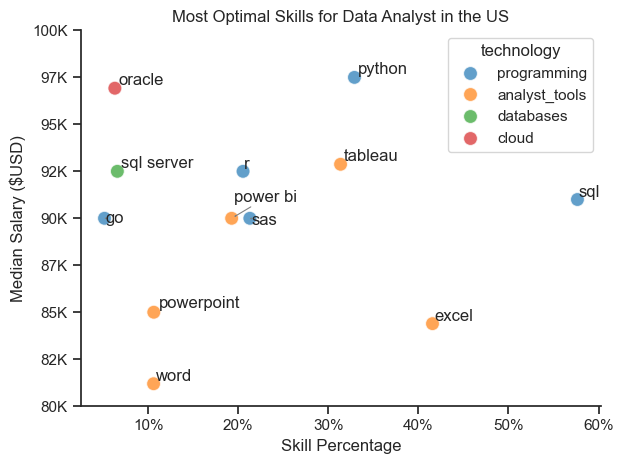 Most Optimal Skills for Data Analyst in the US
100K
97K
95K
92K
90K
87K
85K
82K
80K
Median Salary ($USD)
technology
programming
analyst_tools
databases
cloud
oracle
python
tableau
sql server
r
power bi
sql
go
sas
powerpoint
excel
word
10%
20%
30%
40%
50%
60%
Skill Percentage